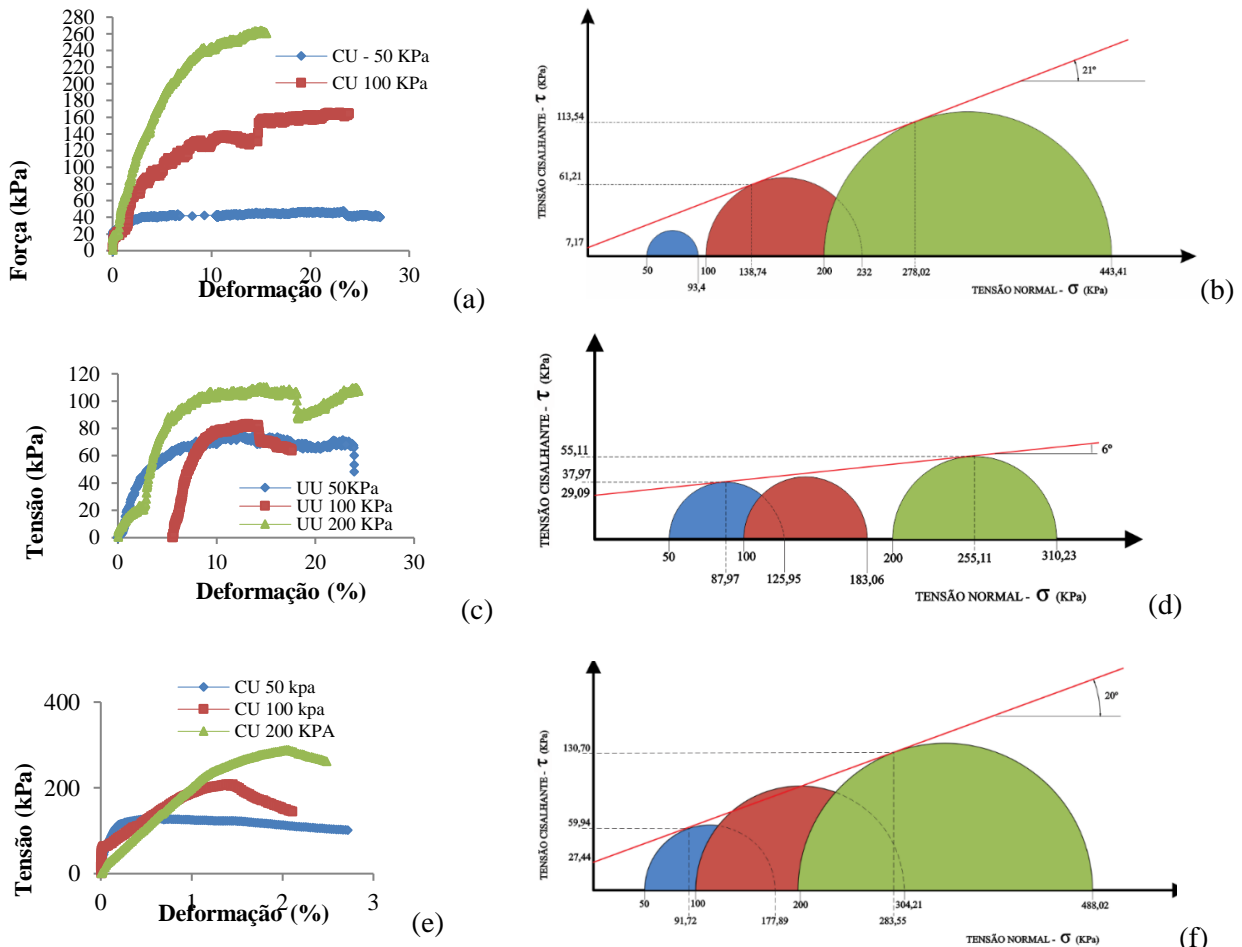 280
260
240
220
200
180
160
140
120
100
80
60
40
20
0
Força (kPa)
CU - 50 KPa
CU 100 KPa
0 10 20 30
Deformação (%)
(a)
TENSÃO CISALHANTE - τ (KPa)
113,54
61,21
7,17
21°
50 100 200 232 443,41
93,4 138,74 278,02
TENSÃO NORMAL - σ (KPa)
(b)
120
100
80
60
40
20
0
Tensão (kPa)
UU 50KPa
UU 100 KPa
UU 200 KPa
0 10 20 30
Deformação (%)
(c)
TENSÃO CISALHANTE - τ (KPa)
55,11
37,97
29,09
6°
50 100 200
87,97 125,95 183,06 255,11 310,23
TENSÃO NORMAL - σ (KPa)
(d)
400
200
0
Tensão (kPa)
CU 50 kpa
CU 100 kpa
CU 200 KPA
0 1 2 3
Deformação (%)
(e)
TENSÃO CISALHANTE - τ (KPa)
130,70
59,94
27,44
20°
50 100 200 304,21 488,02
91,72 177,89 283,55
TENSÃO NORMAL - σ (KPa)
(f)